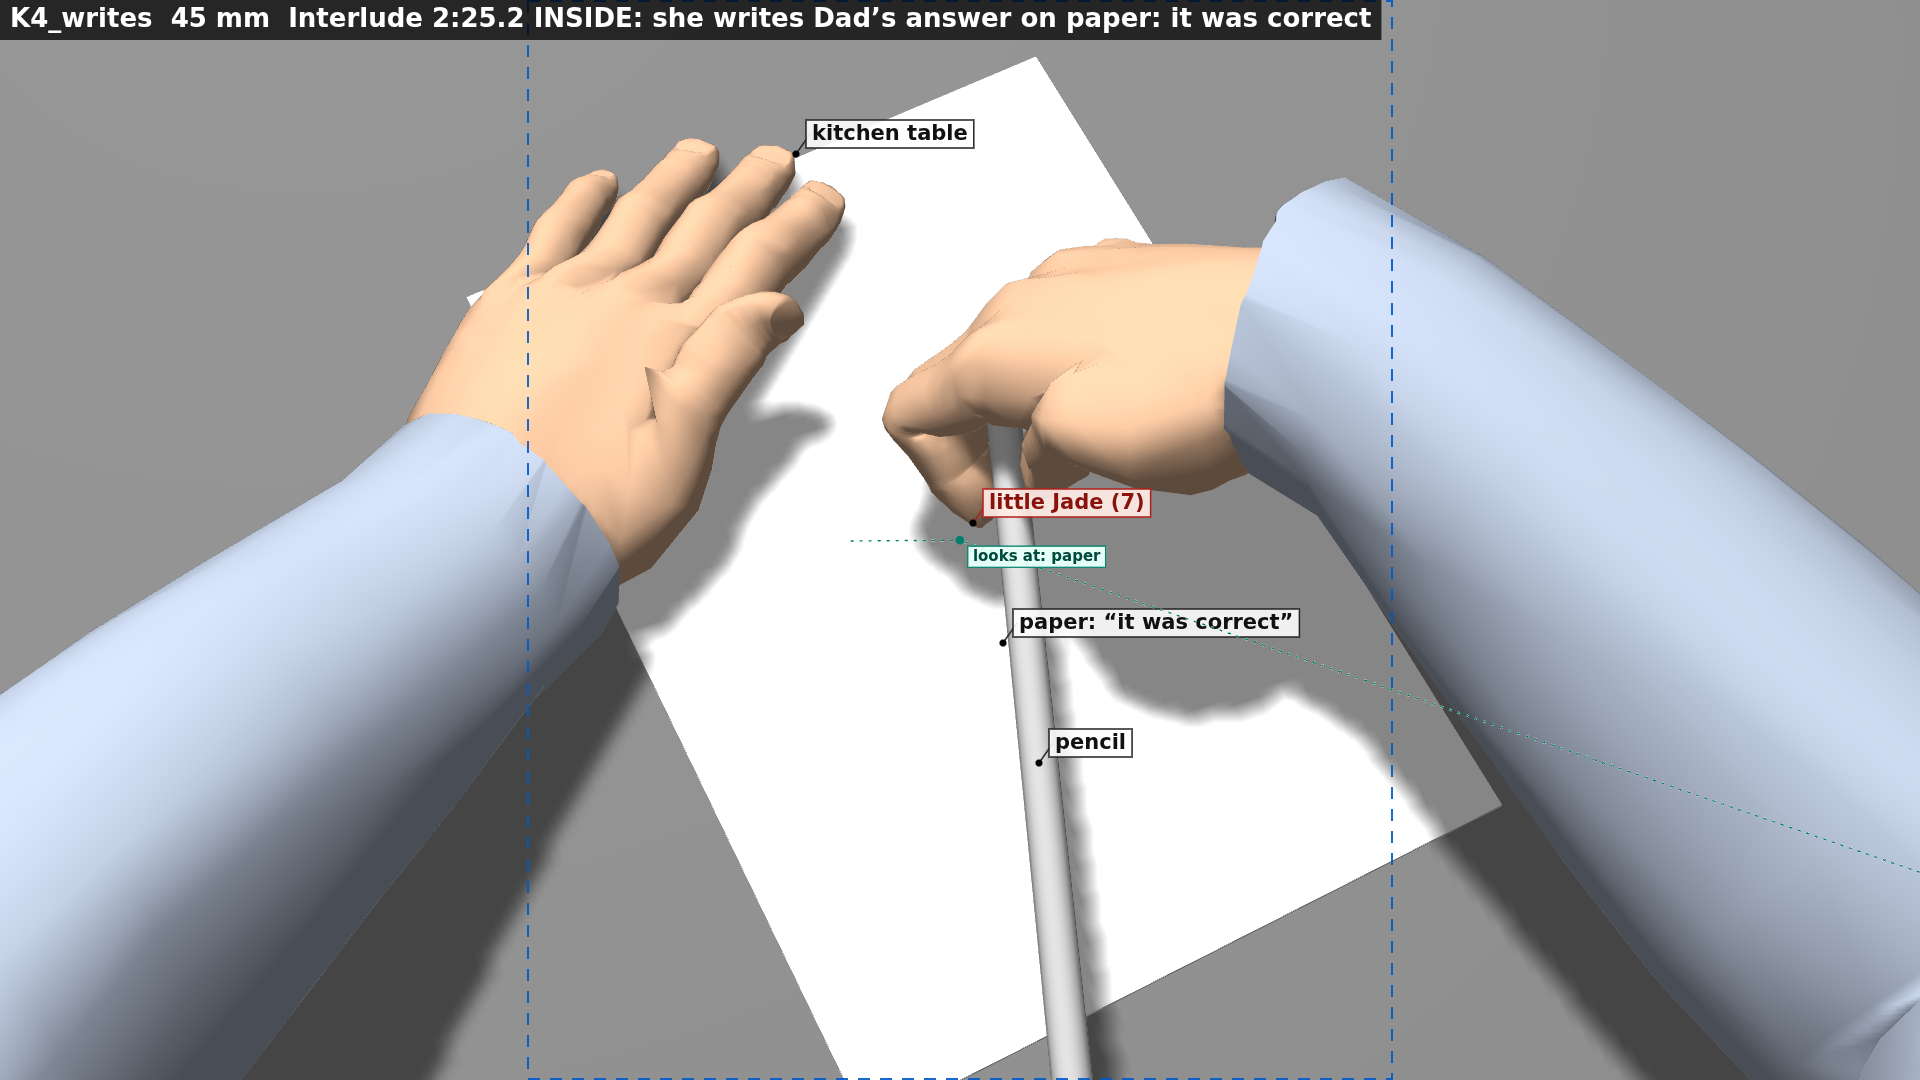 K4_writes 45 mm Interlude 2:25.2 INSIDE: she writes Dad’s answer on paper: it was correct
kitchen table
little Jade (7)
looks at: paper
paper: “it was correct”
pencil